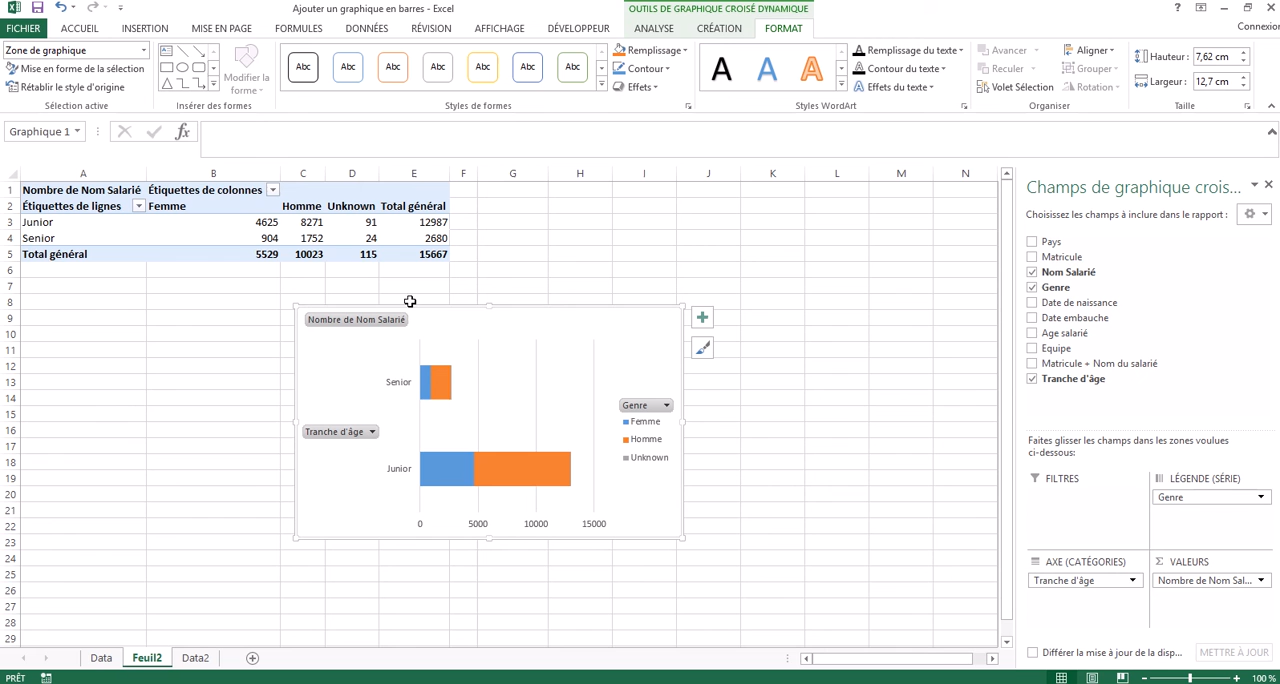 Ajouter un graphique en barres - Excel
OUTILS DE GRAPHIQUE CROISÉ DYNAMIQUE
FICHIER ACCUEIL INSERTION MISE EN PAGE FORMULES DONNÉES RÉVISION AFFICHAGE DÉVELOPPEUR ANALYSE CRÉATION FORMAT Connexio
Zone de graphique
Mise en forme de la sélection
Rétablir le style d'origine
Sélection active
Modifier la forme
Insérer des formes
Abc Abc Abc Abc Abc Abc Abc
Remplissage
Contour
Effets
Styles de formes
A A A
Remplissage du texte
Contour du texte
Effets du texte
Styles WordArt
Avancer
Reculer
Volet Sélection
Aligner
Grouper
Rotation
Organiser
Hauteur : 7,62 cm
Largeur : 12,7 cm
Taille
Graphique 1
fx
A B C D E F G H I J K L M N
1 Nombre de Nom Salarié Étiquettes de colonnes
2 Étiquettes de lignes Femme Homme Unknown Total général
3 Junior 4625 8271 91 12987
4 Senior 904 1752 24 2680
5 Total général 5529 10023 115 15667
6
7
8
9
10
11
12
13
14
15
16
17
18
19
20
21
22
23
24
25
26
27
28
29
Nombre de Nom Salarié
Senior
Tranche d'âge
Junior
0 5000 10000 15000
Genre
Femme
Homme
Unknown
Champs de graphique crois...
Choisissez les champs à inclure dans le rapport :
Pays
Matricule
Nom Salarié
Genre
Date de naissance
Date embauche
Age salarié
Equipe
Matricule + Nom du salarié
Tranche d'âge
Faites glisser les champs dans les zones voulues
ci-dessous:
FILTRES
LÉGENDE (SÉRIE)
Genre
AXE (CATÉGORIES)
Tranche d'âge
Σ VALEURS
Nombre de Nom Sal...
Différer la mise à jour de la disp...
METTRE À JOUR
Data Feuil2 Data2
PRÊT
100 %